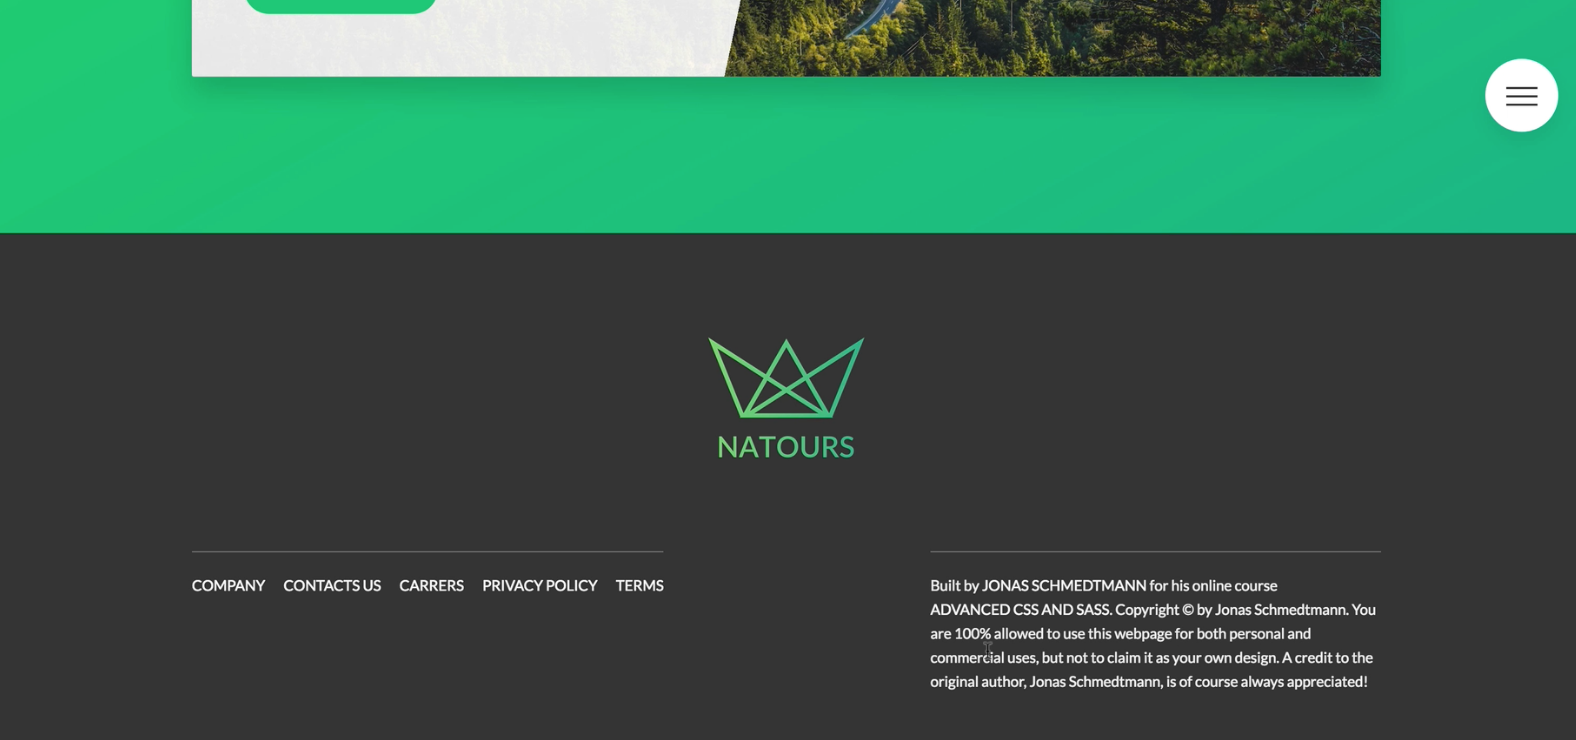 NATOURS
COMPANY CONTACTS US CARRERS PRIVACY POLICY TERMS
Built by JONAS SCHMEDTMANN for his online course
ADVANCED CSS AND SASS. Copyright © by Jonas Schmedtmann. You
are 100% allowed to use this webpage for both personal and
commercial uses, but not to claim it as your own design. A credit to the
original author, Jonas Schmedtmann, is of course always appreciated!